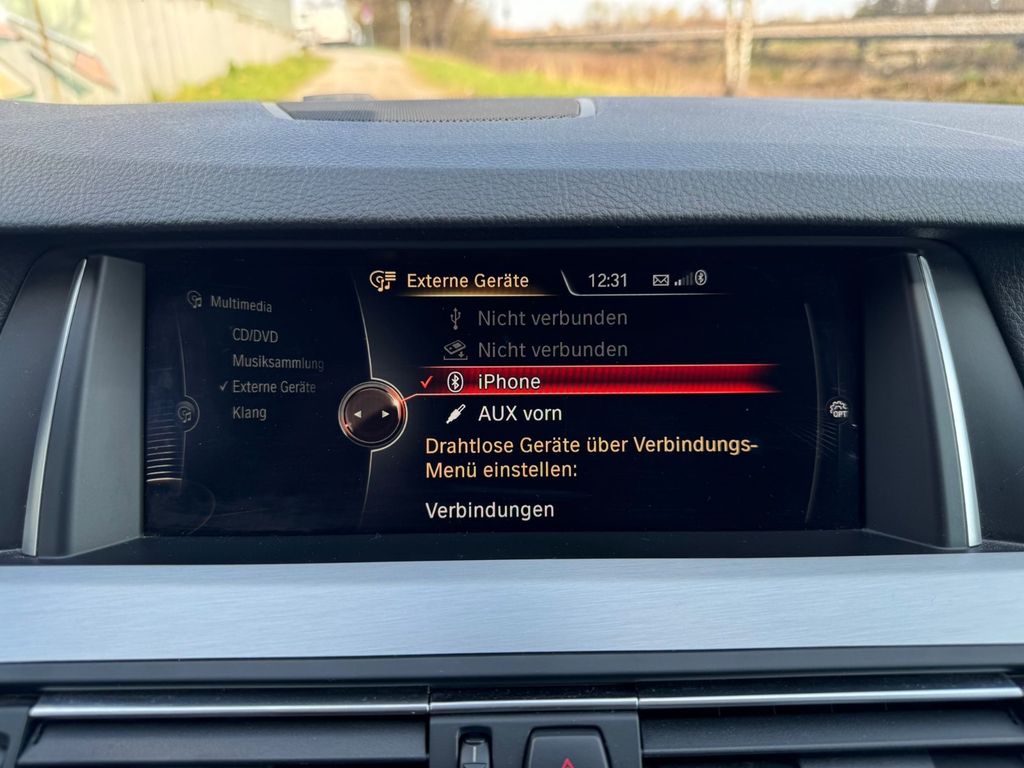 Externe Geräte 12:31
Multimedia
CD/DVD
Musiksammlung
Externe Geräte
Klang
Nicht verbunden
Nicht verbunden
iPhone
AUX vorn
Drahtlose Geräte über Verbindungs-
Menü einstellen:
Verbindungen
OPT